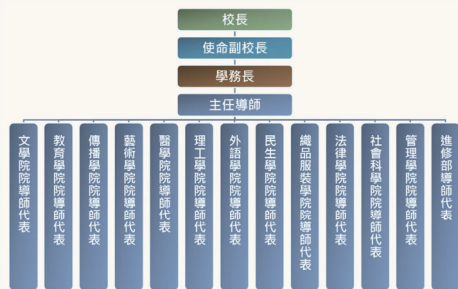 校長
使命副校長
學務長
主任導師
文學院院導師代表
教育學院院導師代表
傳播學院院導師代表
藝術學院院導師代表
醫學院院導師代表
理工學院院導師代表
外語學院院導師代表
民生學院院導師代表
織品服裝學院院導師代表
法律學院院導師代表
社會科學院院導師代表
管理學院院導師代表
進修部導師代表